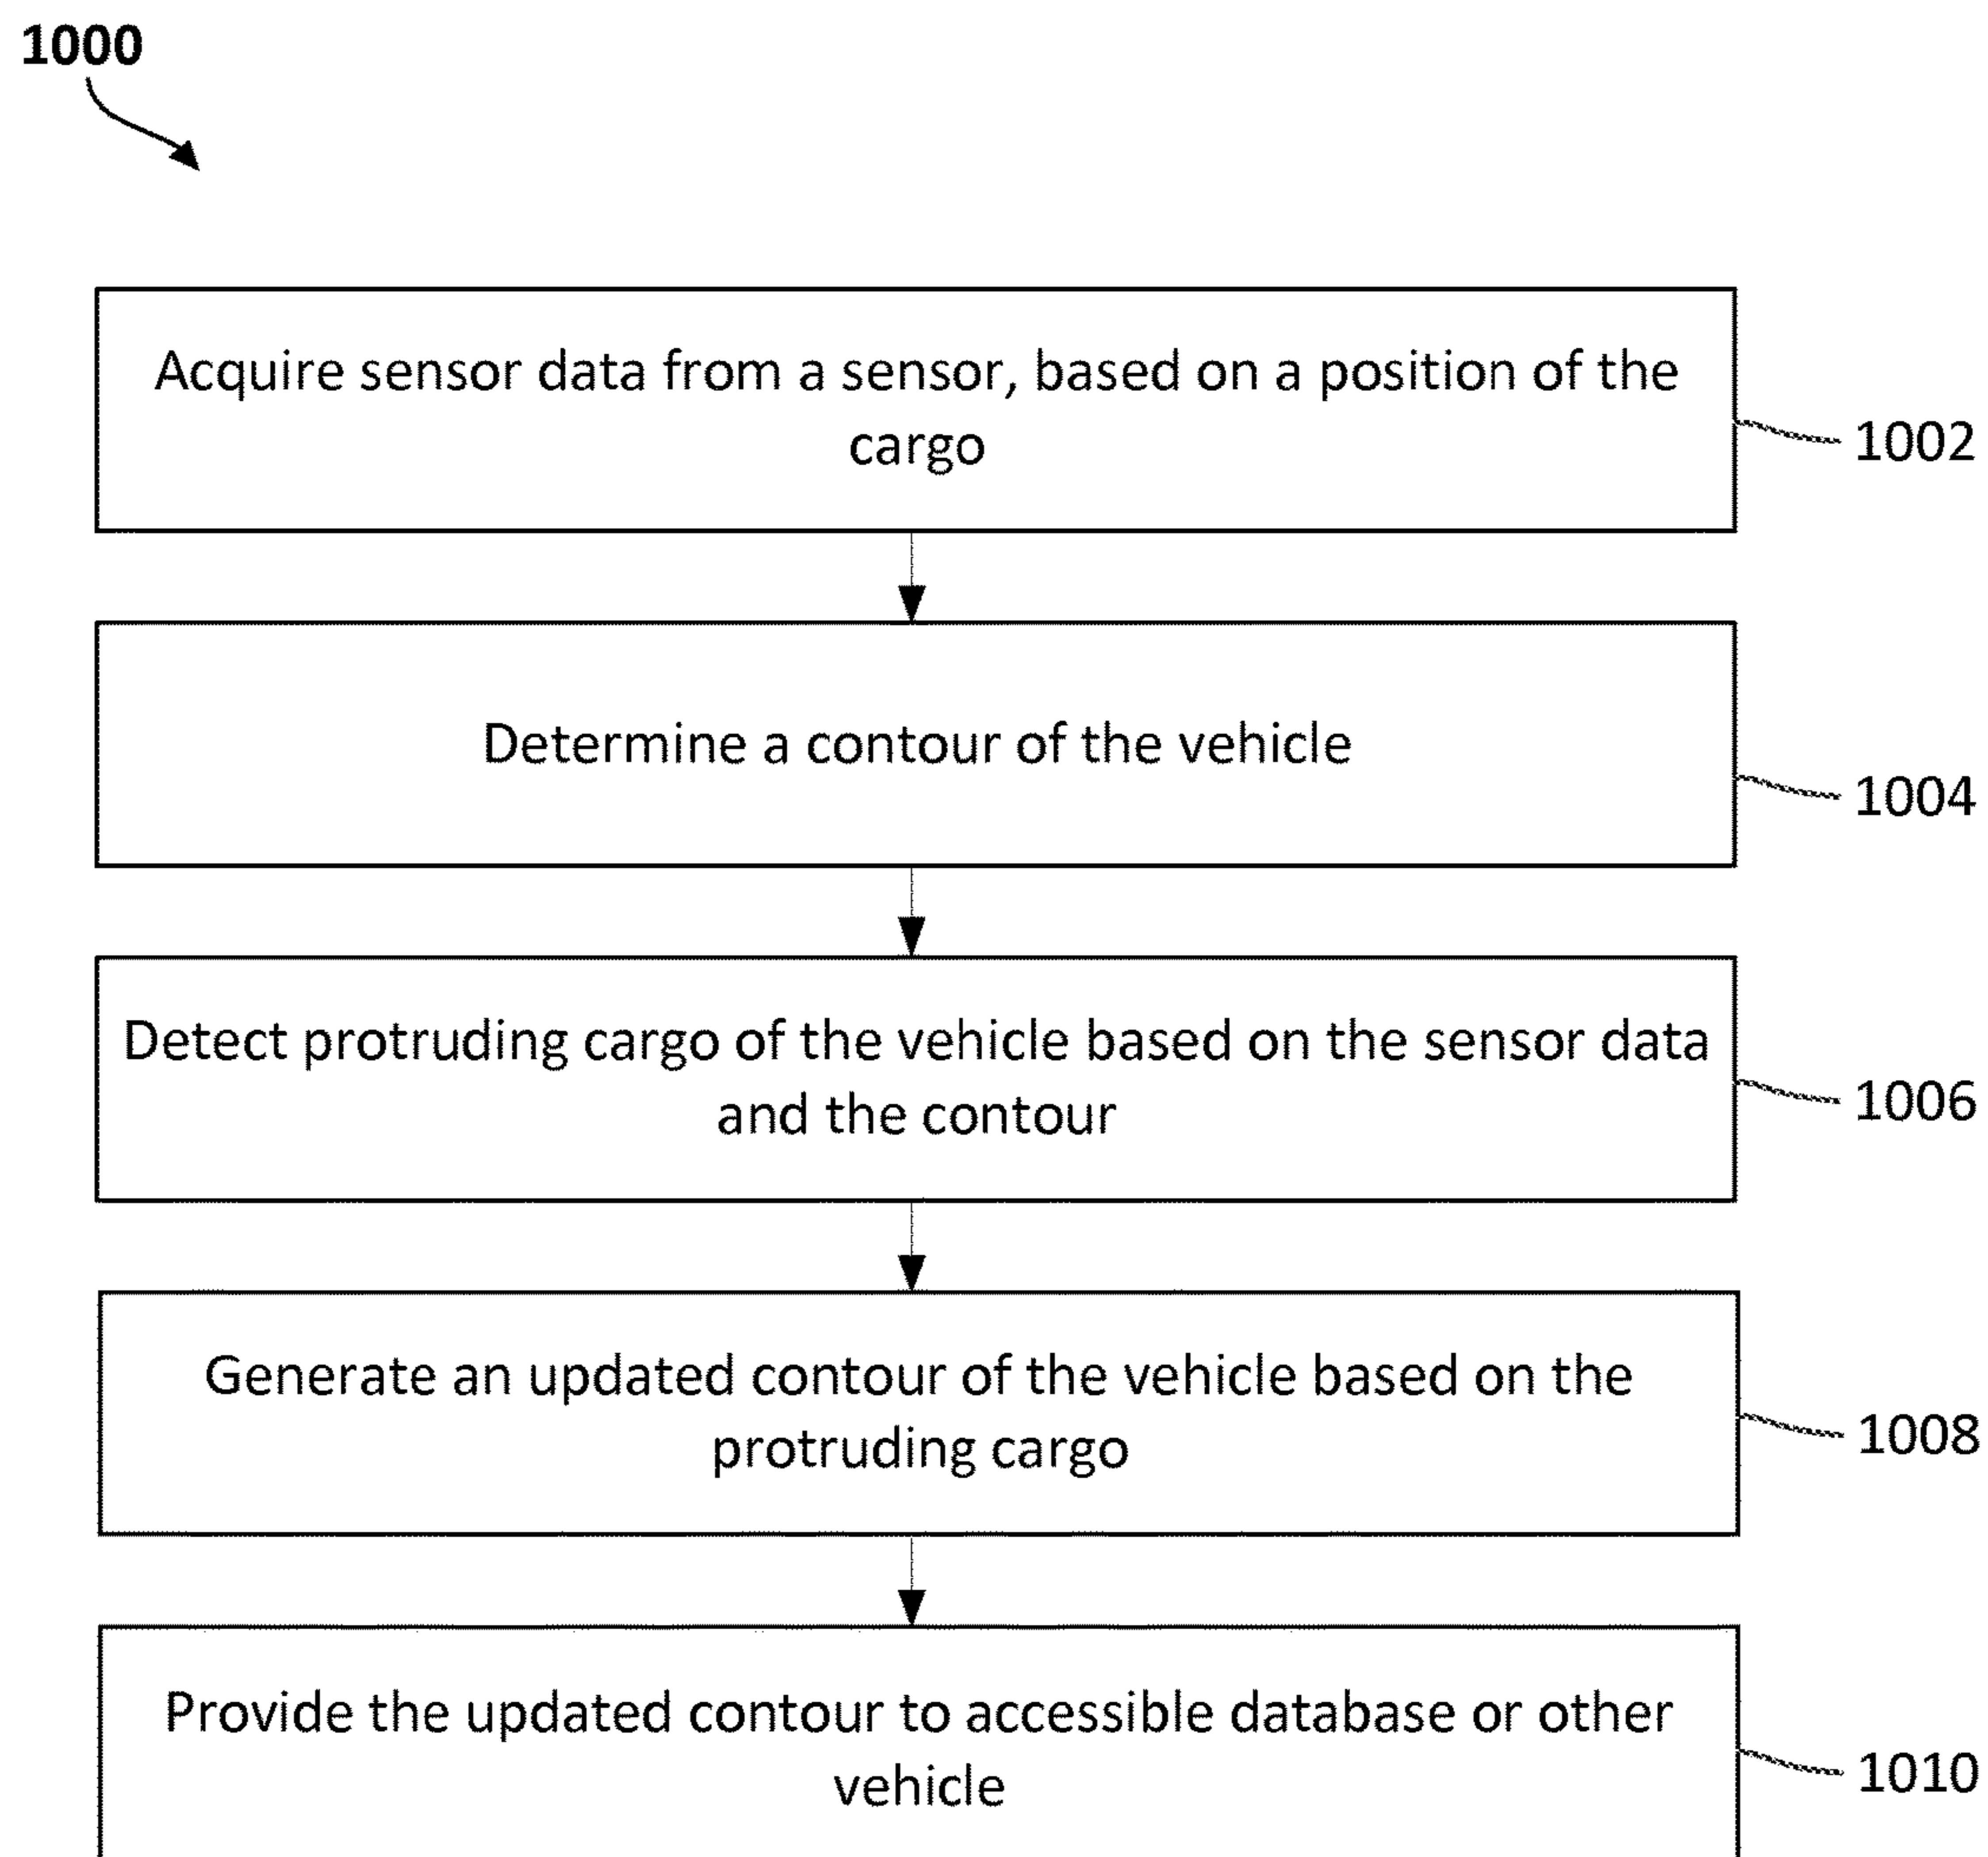 1000
Acquire sensor data from a sensor, based on a position of the
cargo
1002
Determine a contour of the vehicle
1004
Detect protruding cargo of the vehicle based on the sensor data
and the contour
1006
Generate an updated contour of the vehicle based on the
protruding cargo
1008
Provide the updated contour to accessible database or other
vehicle
1010